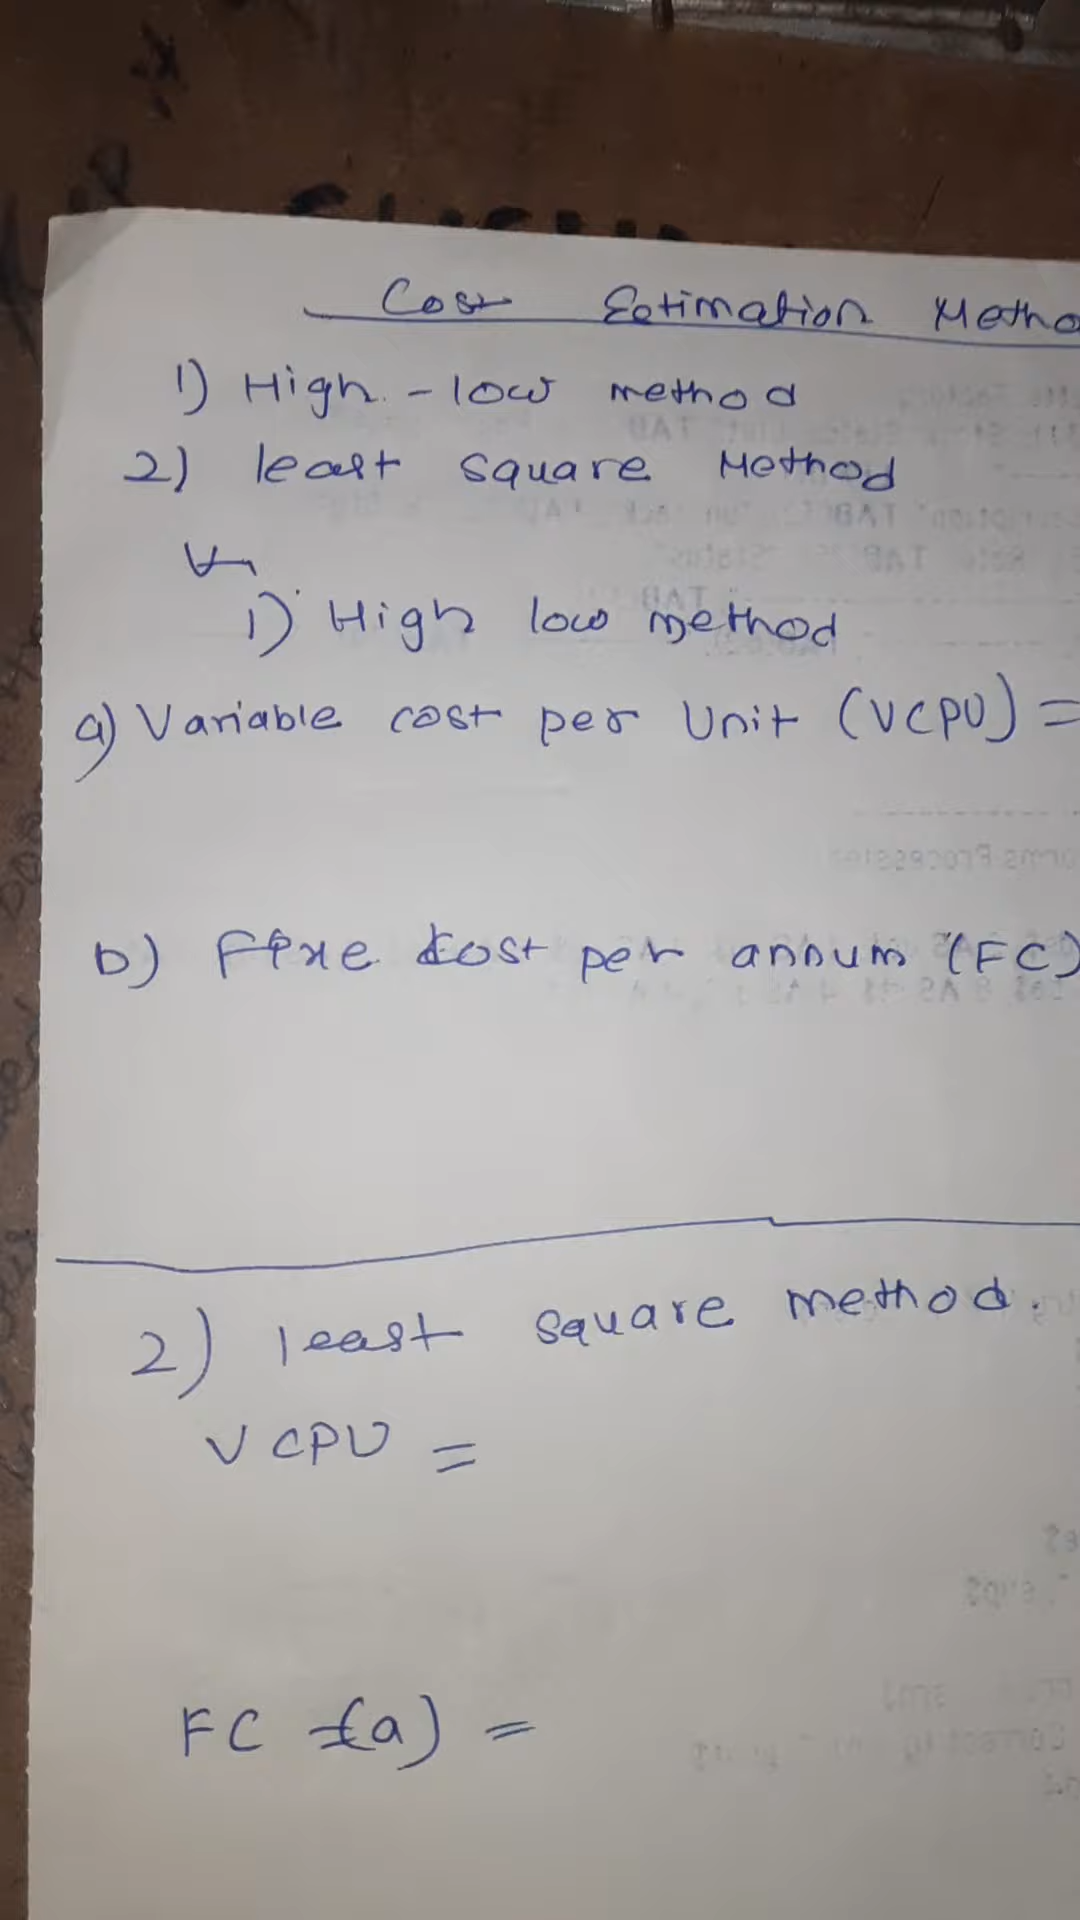 Cost Estimation Metho
1) High - low method
2) least square Method
1) High low method
a) Variable cost per Unit (VCPU) =
b) Fixe cost per annum (FC)
2) least square method.
VCPU =
FC (a) =